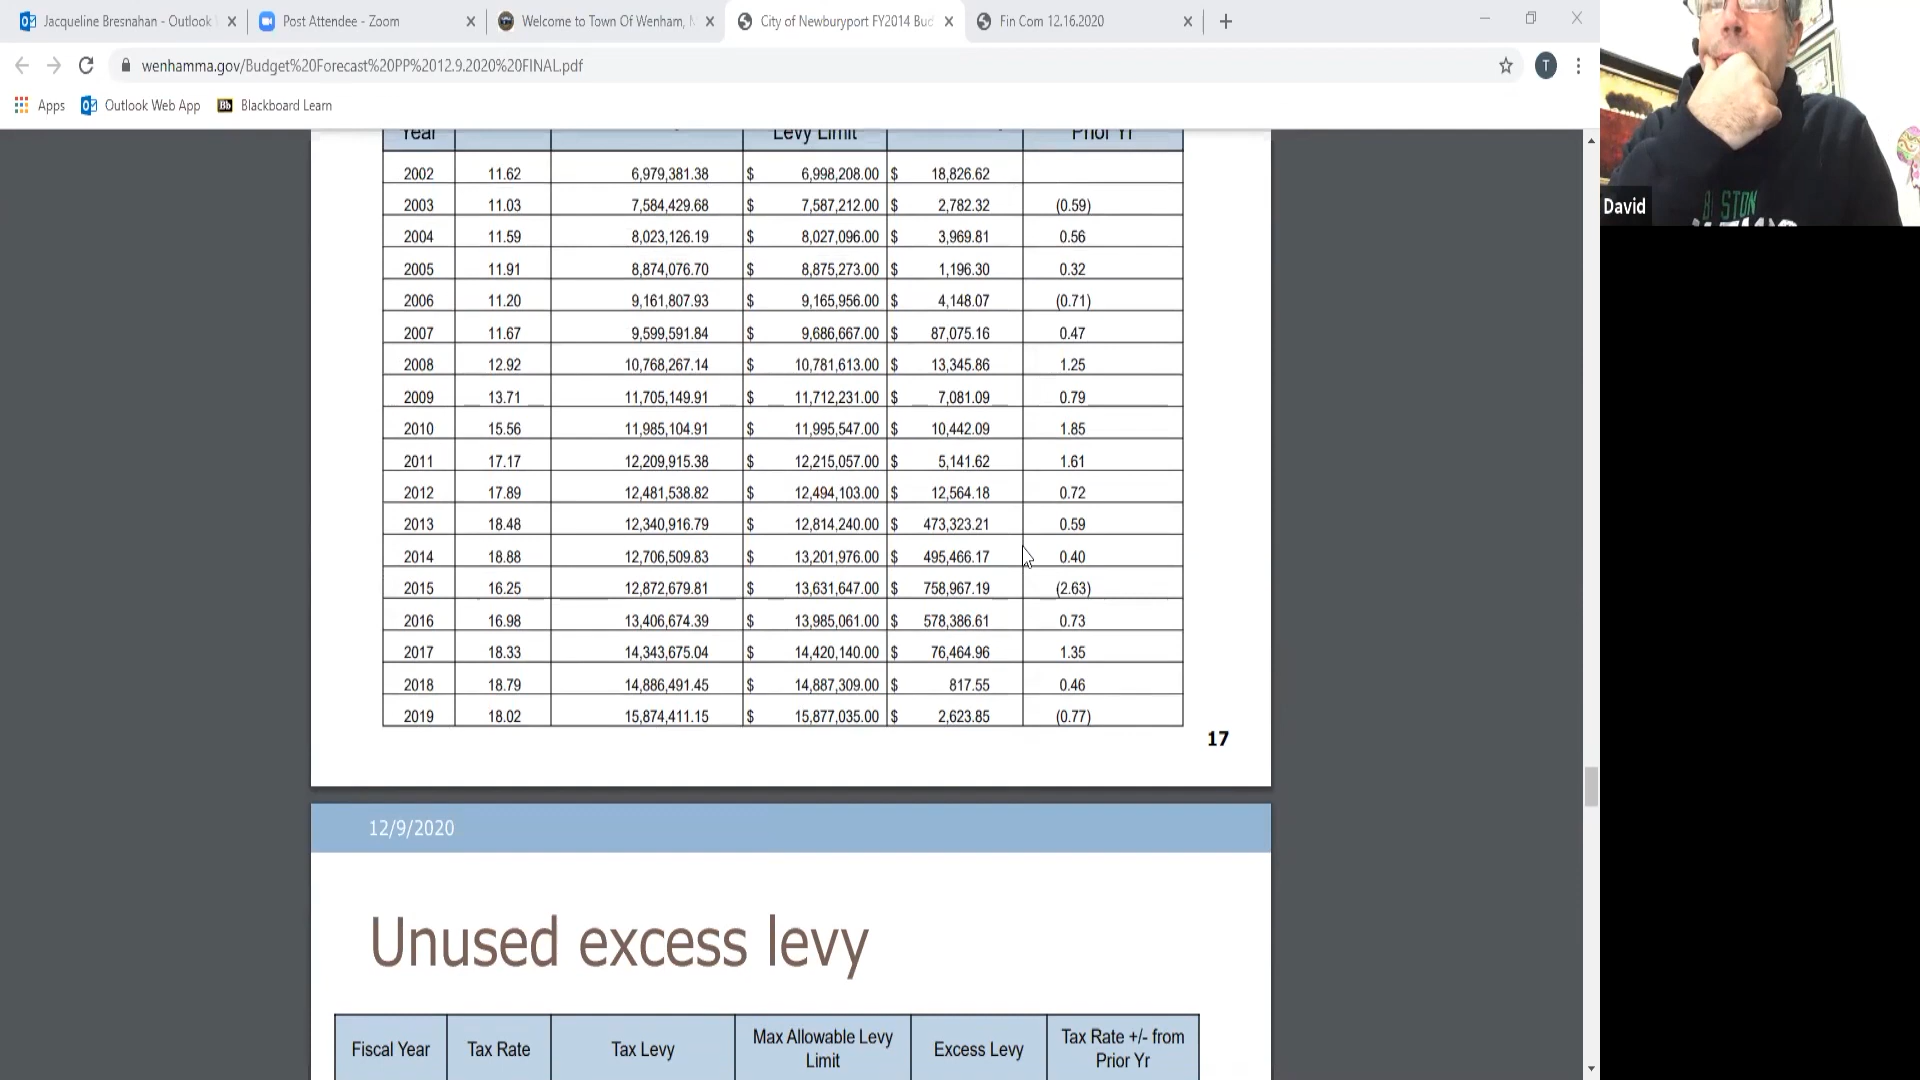 Jacqueline Bresnahan - Outlook
Post Attendee - Zoom
Welcome to Town Of Wenham,
City of Newburyport FY2014 Bud
Fin Com 12.16.2020
wenhamma.gov/Budget%20Forecast%20PP%2012.9.2020%20FINAL.pdf
T
Apps Outlook Web App Bb Blackboard Learn
Year Levy Limit Prior Yr
2002 11.62 6,979,381.38 $ 6,998,208.00 $ 18,826.62
2003 11.03 7,584,429.68 $ 7,587,212.00 $ 2,782.32 (0.59)
2004 11.59 8,023,126.19 $ 8,027,096.00 $ 3,969.81 0.56
2005 11.91 8,874,076.70 $ 8,875,273.00 $ 1,196.30 0.32
2006 11.20 9,161,807.93 $ 9,165,956.00 $ 4,148.07 (0.71)
2007 11.67 9,599,591.84 $ 9,686,667.00 $ 87,075.16 0.47
2008 12.92 10,768,267.14 $ 10,781,613.00 $ 13,345.86 1.25
2009 13.71 11,705,149.91 $ 11,712,231.00 $ 7,081.09 0.79
2010 15.56 11,985,104.91 $ 11,995,547.00 $ 10,442.09 1.85
2011 17.17 12,209,915.38 $ 12,215,057.00 $ 5,141.62 1.61
2012 17.89 12,481,538.82 $ 12,494,103.00 $ 12,564.18 0.72
2013 18.48 12,340,916.79 $ 12,814,240.00 $ 473,323.21 0.59
2014 18.88 12,706,509.83 $ 13,201,976.00 $ 495,466.17 0.40
2015 16.25 12,872,679.81 $ 13,631,647.00 $ 758,967.19 (2.63)
2016 16.98 13,406,674.39 $ 13,985,061.00 $ 578,386.61 0.73
2017 18.33 14,343,675.04 $ 14,420,140.00 $ 76,464.96 1.35
2018 18.79 14,886,491.45 $ 14,887,309.00 $ 817.55 0.46
2019 18.02 15,874,411.15 $ 15,877,035.00 $ 2,623.85 (0.77)
17
12/9/2020
Unused excess levy
Fiscal Year Tax Rate Tax Levy Max Allowable Levy Limit Excess Levy Tax Rate +/- from Prior Yr
David